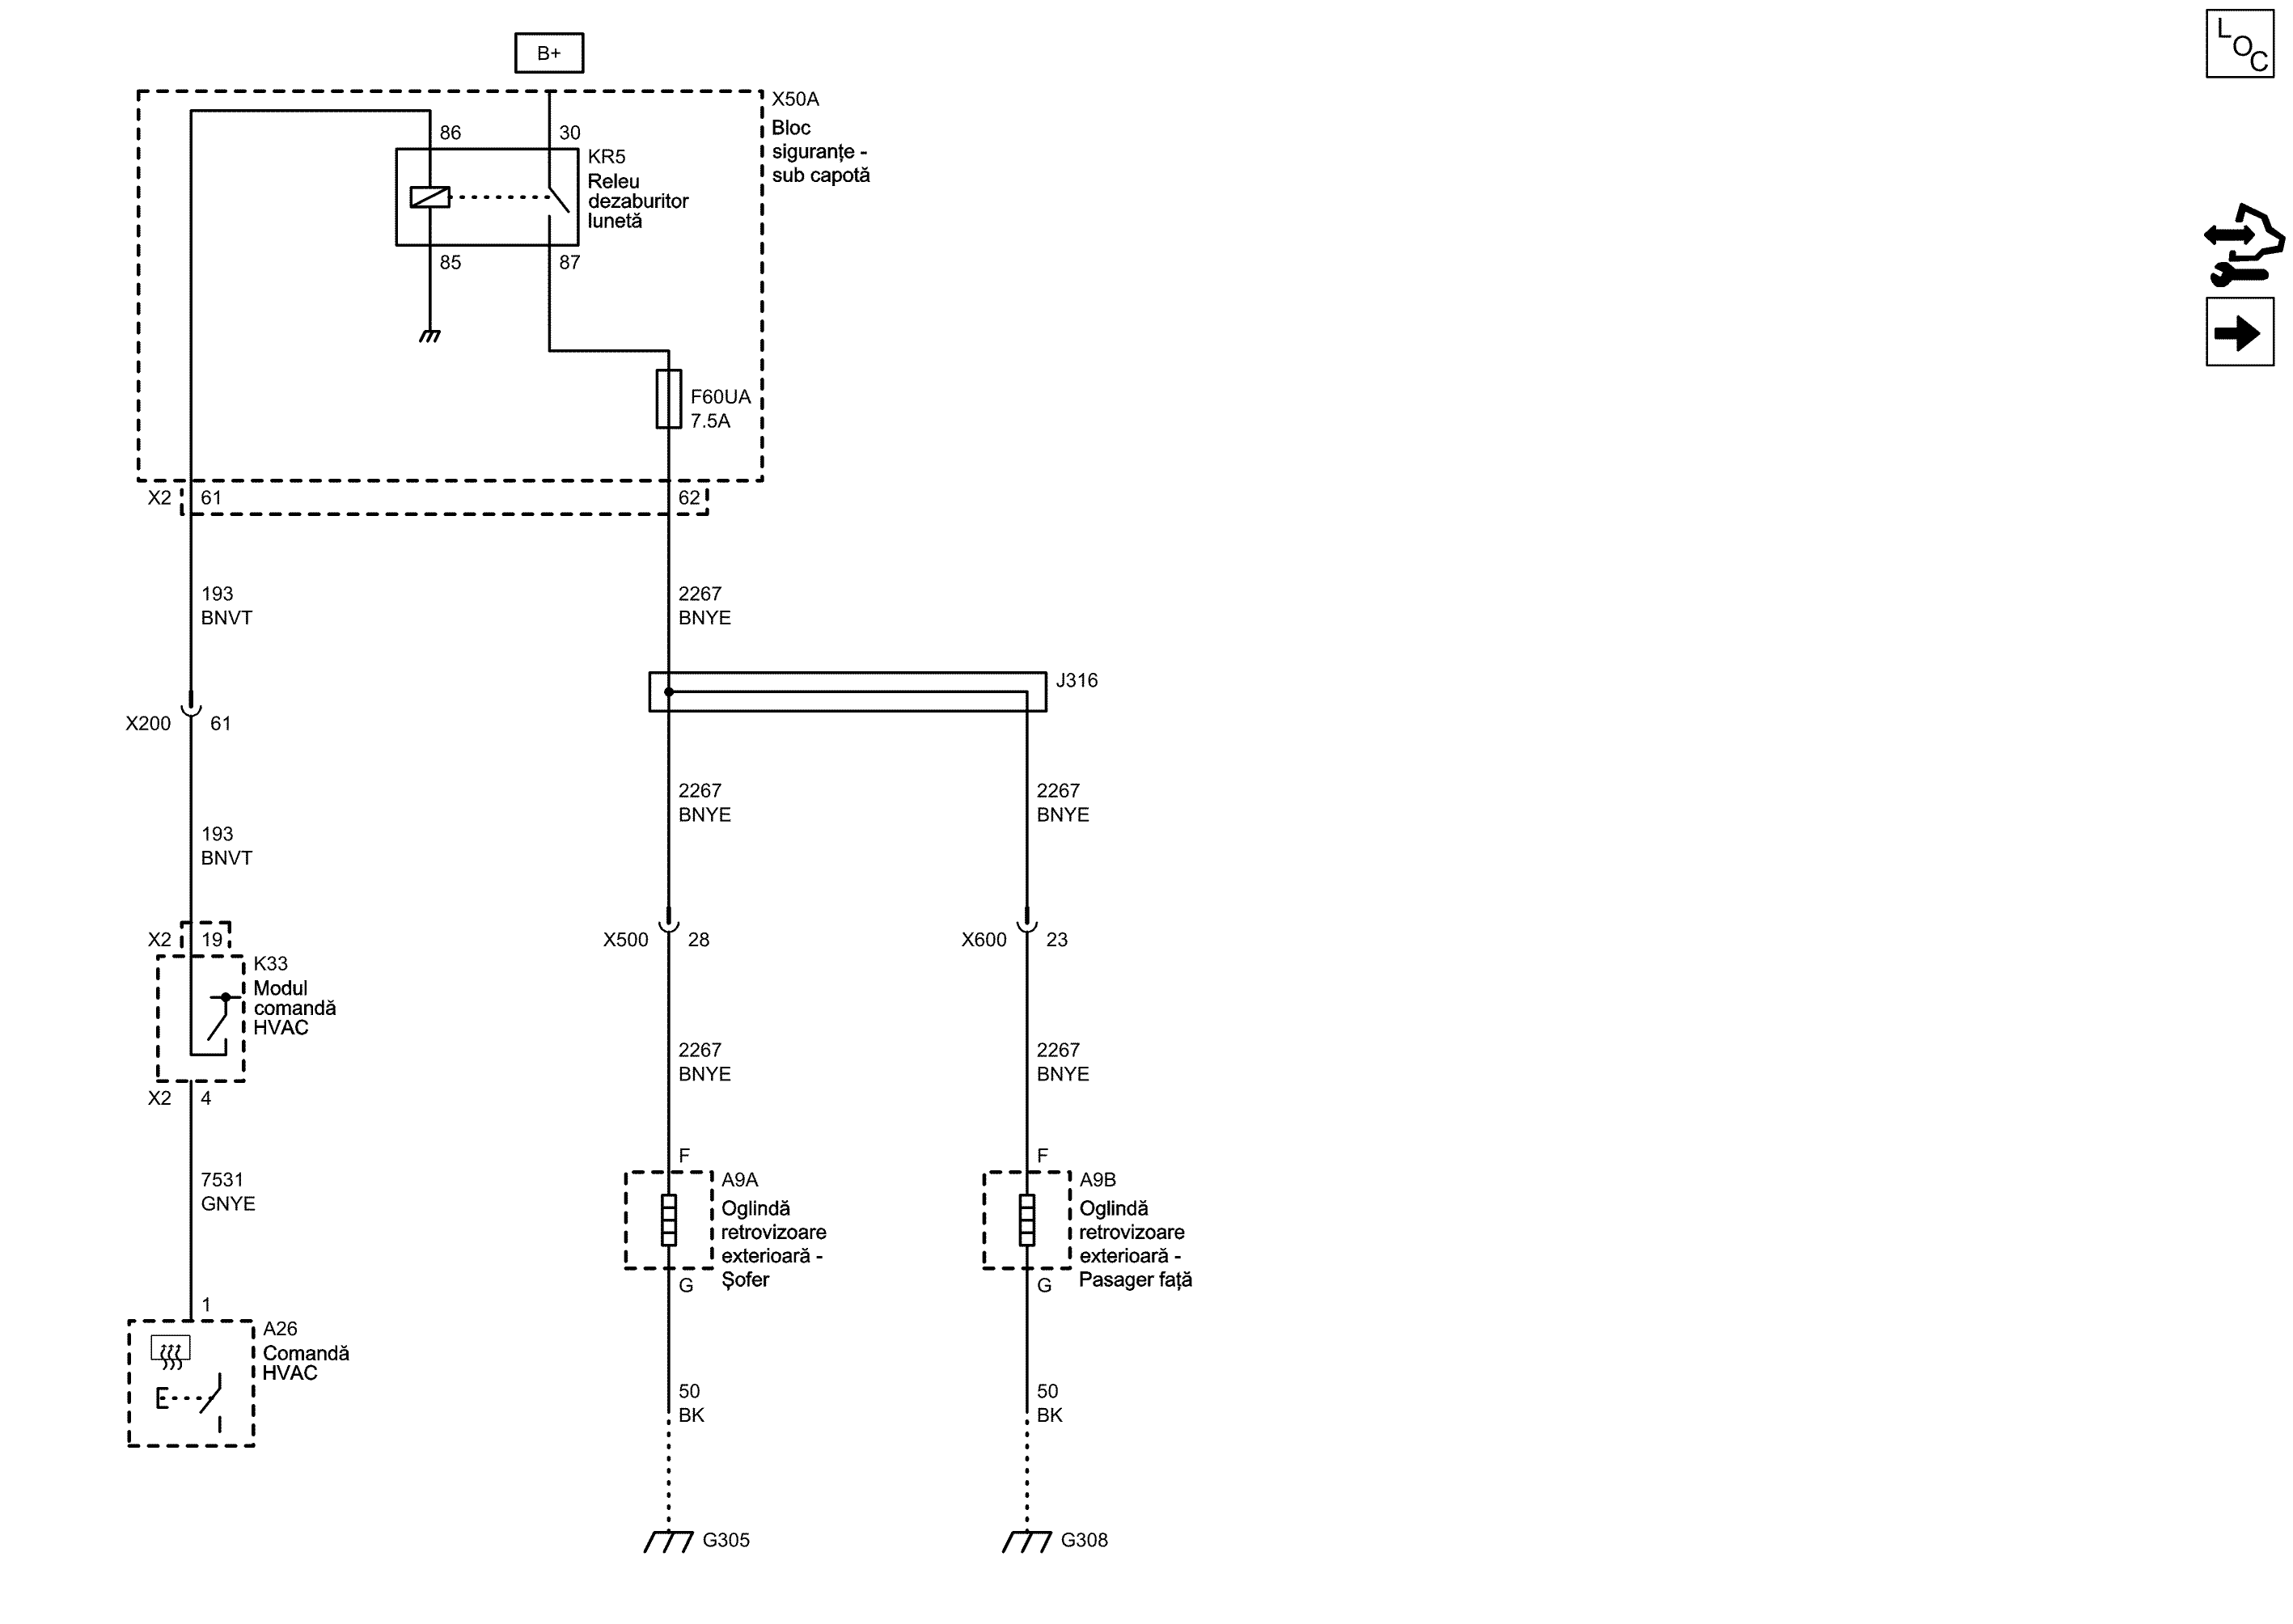 B+
LOC
X50A
Bloc
siguranțe -
sub capotă
86
30
KR5
Releu
dezaburitor
lunetă
85
87
F60UA
7.5A
X2
61
62
193
BNVT
2267
BNYE
J316
X200
61
2267
BNYE
2267
BNYE
193
BNVT
X2
19
X500
28
X600
23
K33
Modul
comandă
HVAC
2267
BNYE
2267
BNYE
X2
4
F
F
7531
GNYE
A9A
Oglindă
retrovizoare
exterioară -
Șofer
A9B
Oglindă
retrovizoare
exterioară -
Pasager față
G
G
1
A26
Comandă
HVAC
50
BK
50
BK
G305
G308